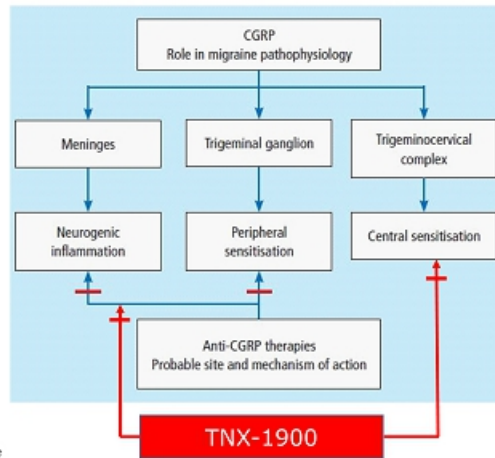 CGRP
Role in migraine pathophysiology
Meninges
Trigeminal ganglion
Trigeminocervical
complex
Neurogenic
inflammation
Peripheral
sensitisation
Central sensitisation
Anti-CGRP therapies
Probable site and mechanism of action
TNX-1900
e